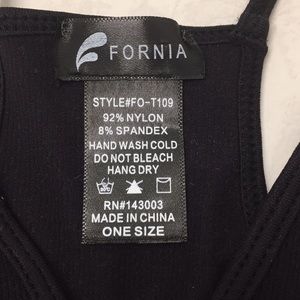 FORNIA
STYLE#FO-T109
92% NYLON
8% SPANDEX
HAND WASH COLD
DO NOT BLEACH
HANG DRY
RN#143003
MADE IN CHINA
ONE SIZE